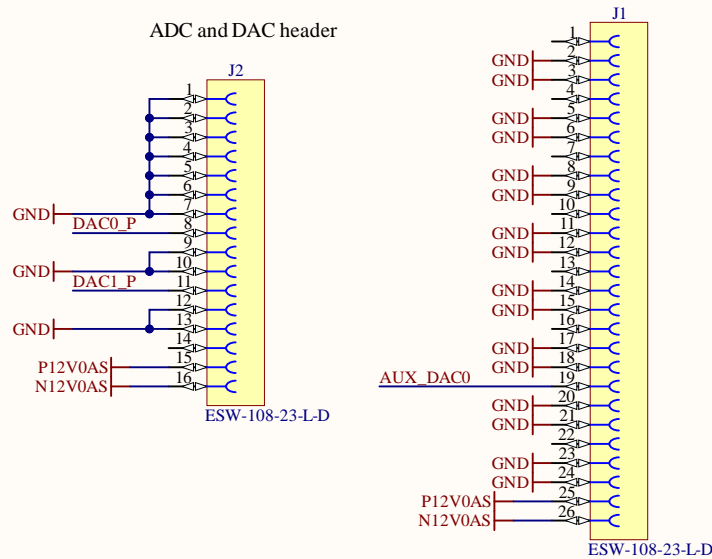 ADC and DAC header
J2
1
2
3
4
5
6
7
GND
DAC0_P
8
9
10
GND
DAC1_P
11
12
13
GND
14
P12V0AS
15
N12V0AS
16
ESW-108-23-L-D
J1
1
GND
2
GND
3
4
GND
5
GND
6
7
GND
8
GND
9
10
GND
11
GND
12
13
GND
14
GND
15
16
GND
17
GND
18
AUX_DAC0
19
GND
20
GND
21
22
GND
23
GND
24
P12V0AS
25
N12V0AS
26
ESW-108-23-L-D